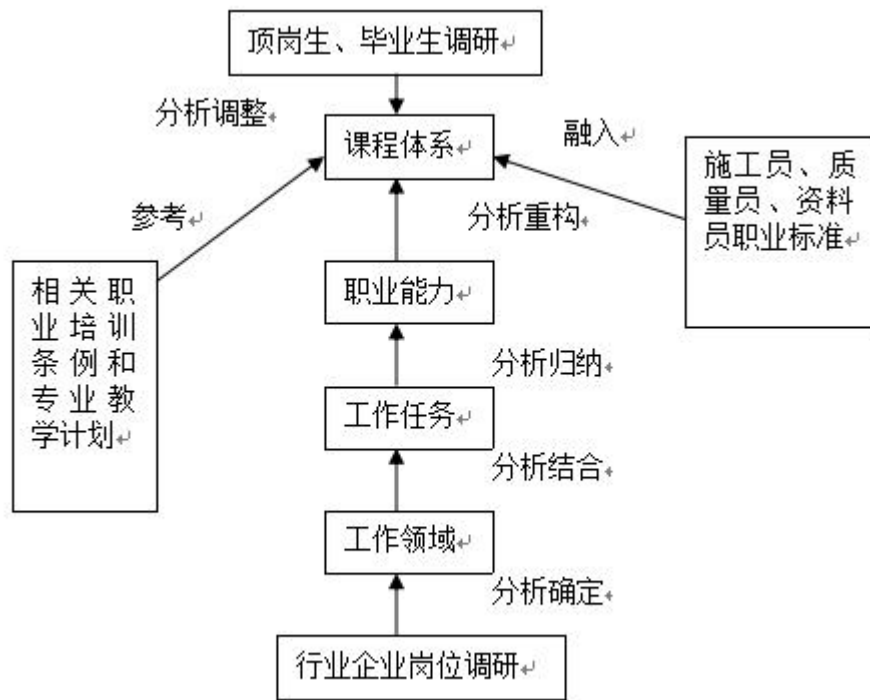 顶岗生、毕业生调研
分析调整
课程体系
融入
施工员、质
量员、资料
员职业标准
参考
分析重构
相关职
业培训
条例和
专业教
学计划
职业能力
分析归纳
工作任务
分析结合
工作领域
分析确定
行业企业岗位调研